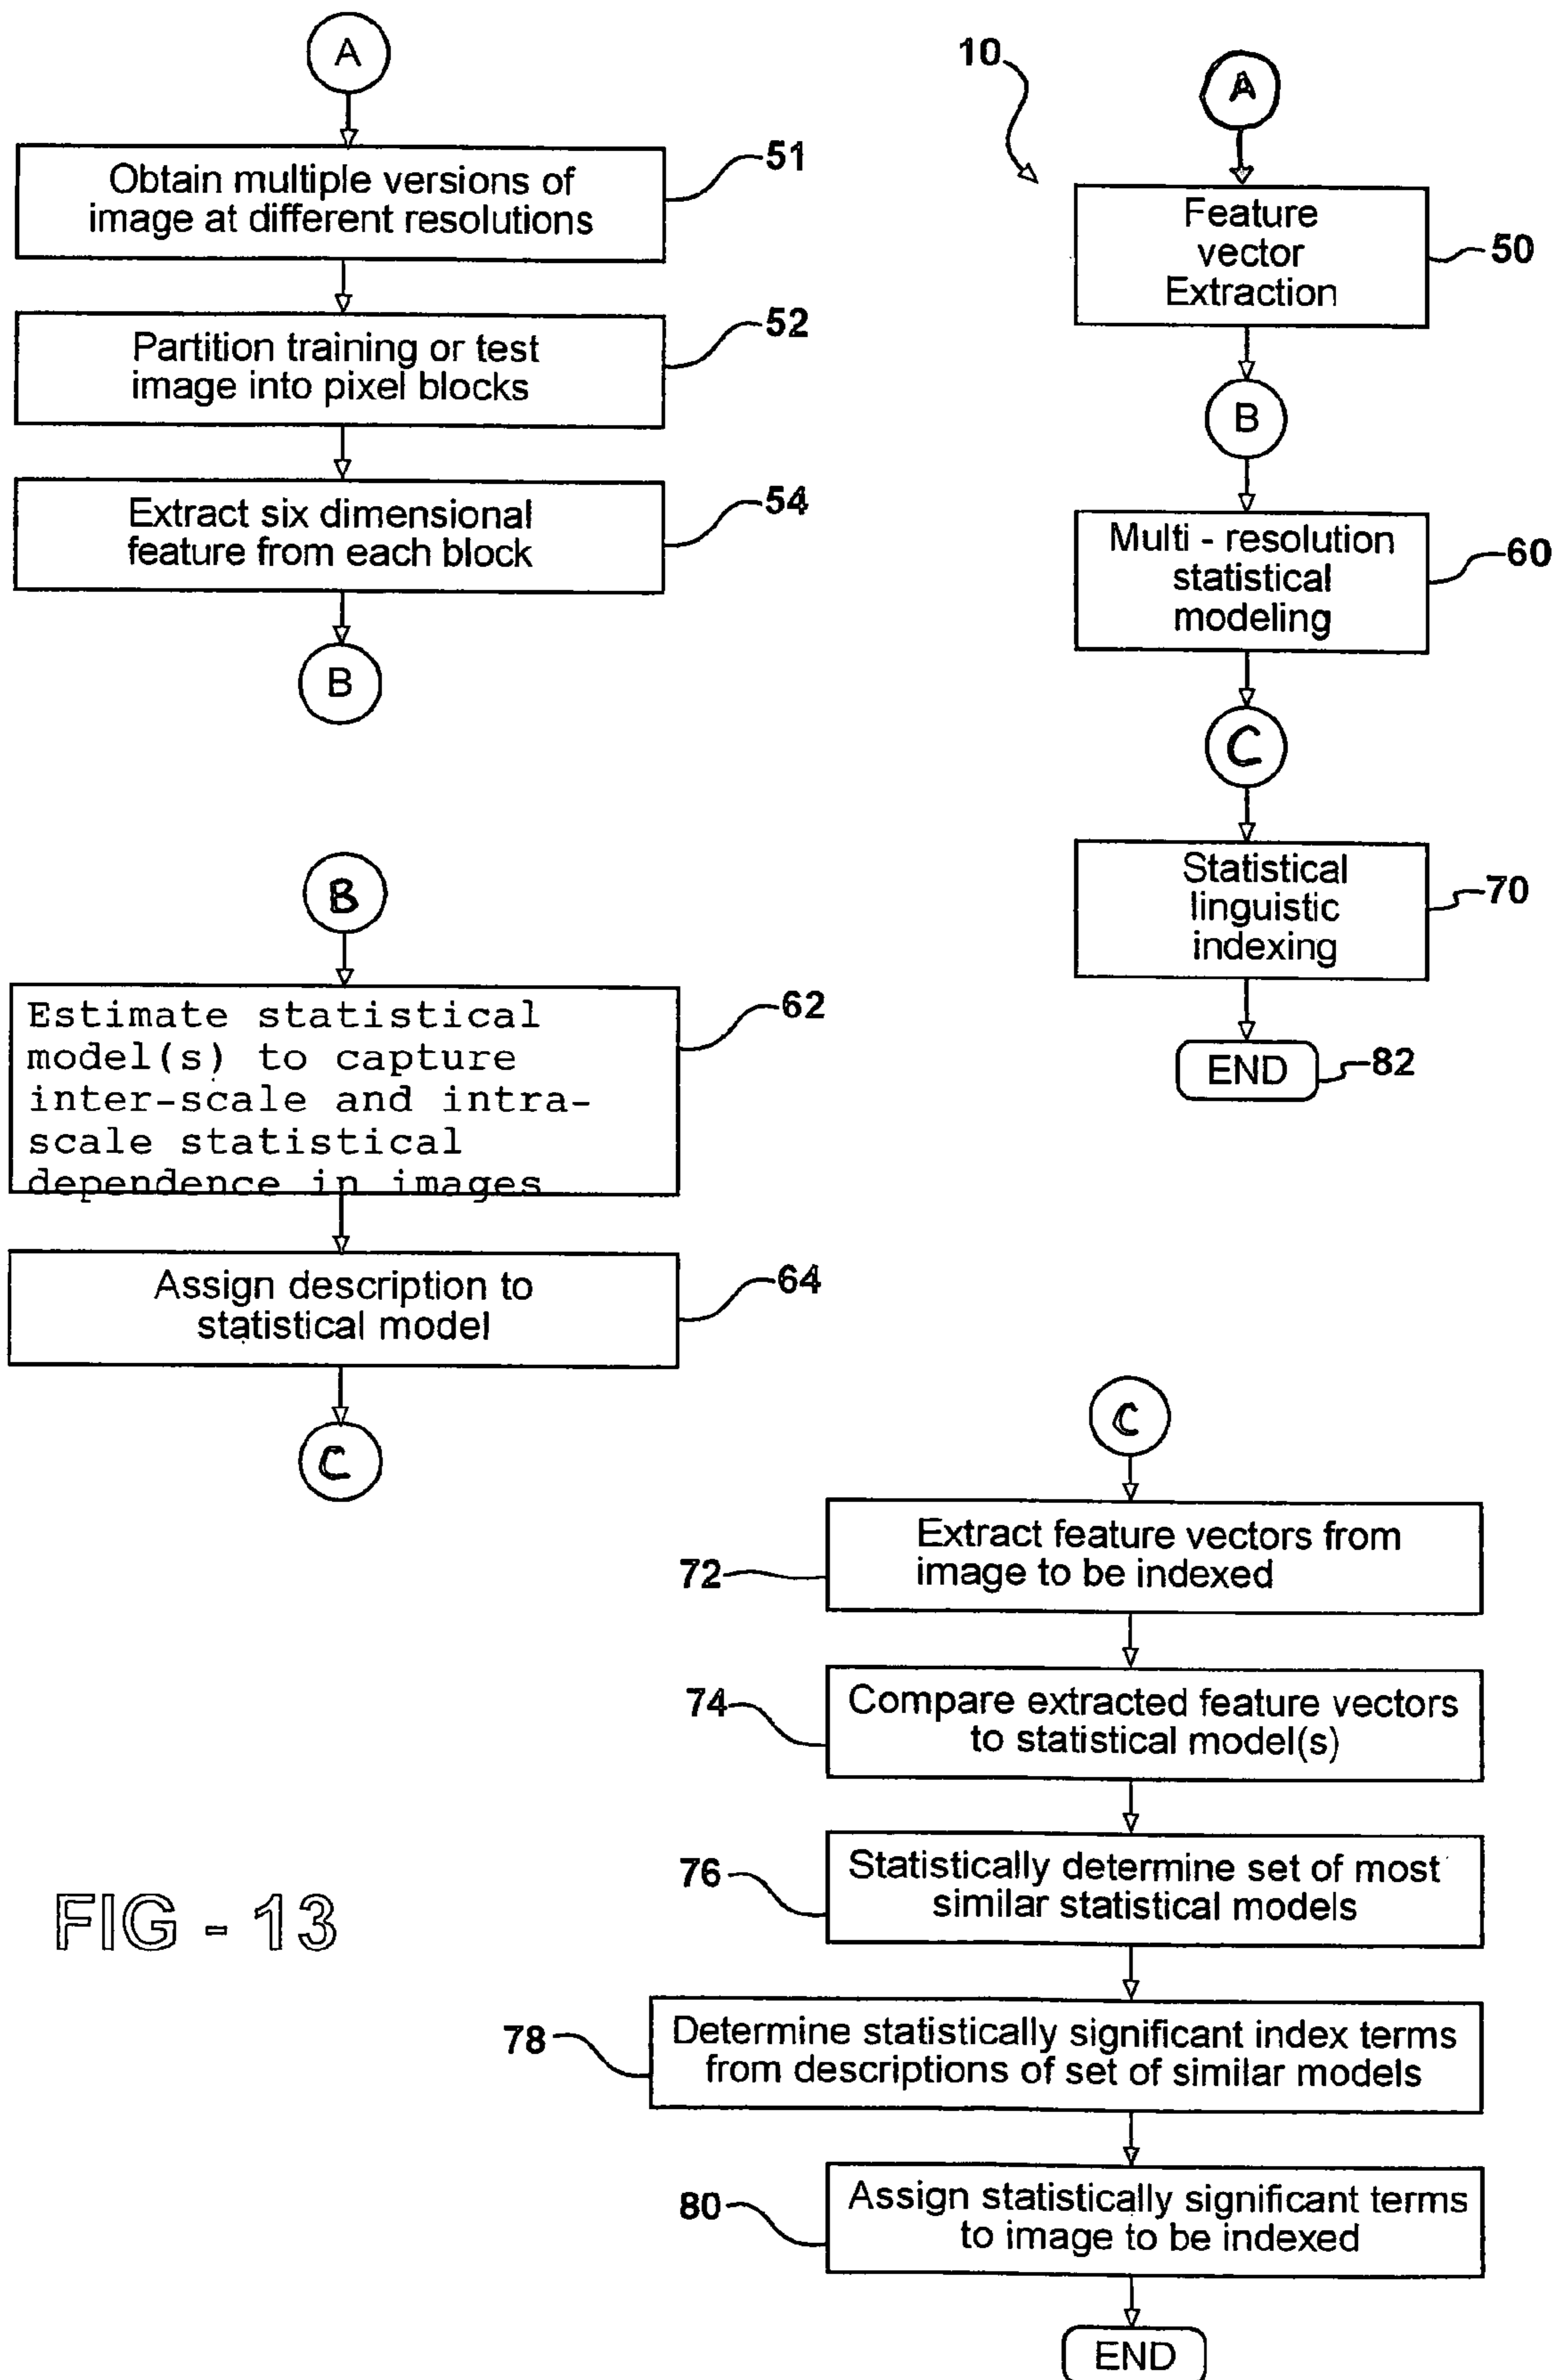 A
Obtain multiple versions of
image at different resolutions
51
Partition training or test
image into pixel blocks
52
Extract six dimensional
feature from each block
54
B
10
A
Feature
vector
Extraction
50
B
Multi - resolution
statistical
modeling
60
C
Statistical
linguistic
indexing
70
END
82
B
Estimate statistical
model(s) to capture
inter-scale and intra-
scale statistical
dependence in images
62
Assign description to
statistical model
64
C
C
Extract feature vectors from
image to be indexed
72
Compare extracted feature vectors
to statistical model(s)
74
Statistically determine set of most
similar statistical models
76
Determine statistically significant index terms
from descriptions of set of similar models
78
Assign statistically significant terms
to image to be indexed
80
END
FIG - 13